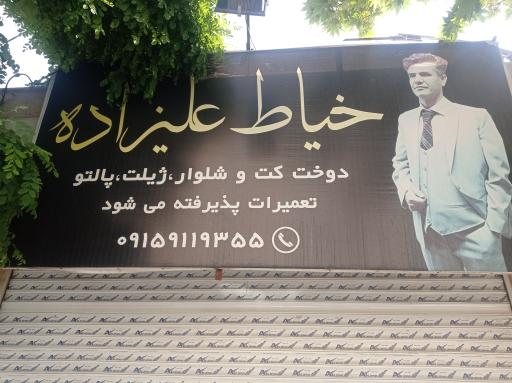 خیاط علیزاده
دوخت کت و شلوار،ژیلت،پالتو
تعمیرات پذیرفته می شود
۰۹۱۵۹۱۱۹۳۵۵